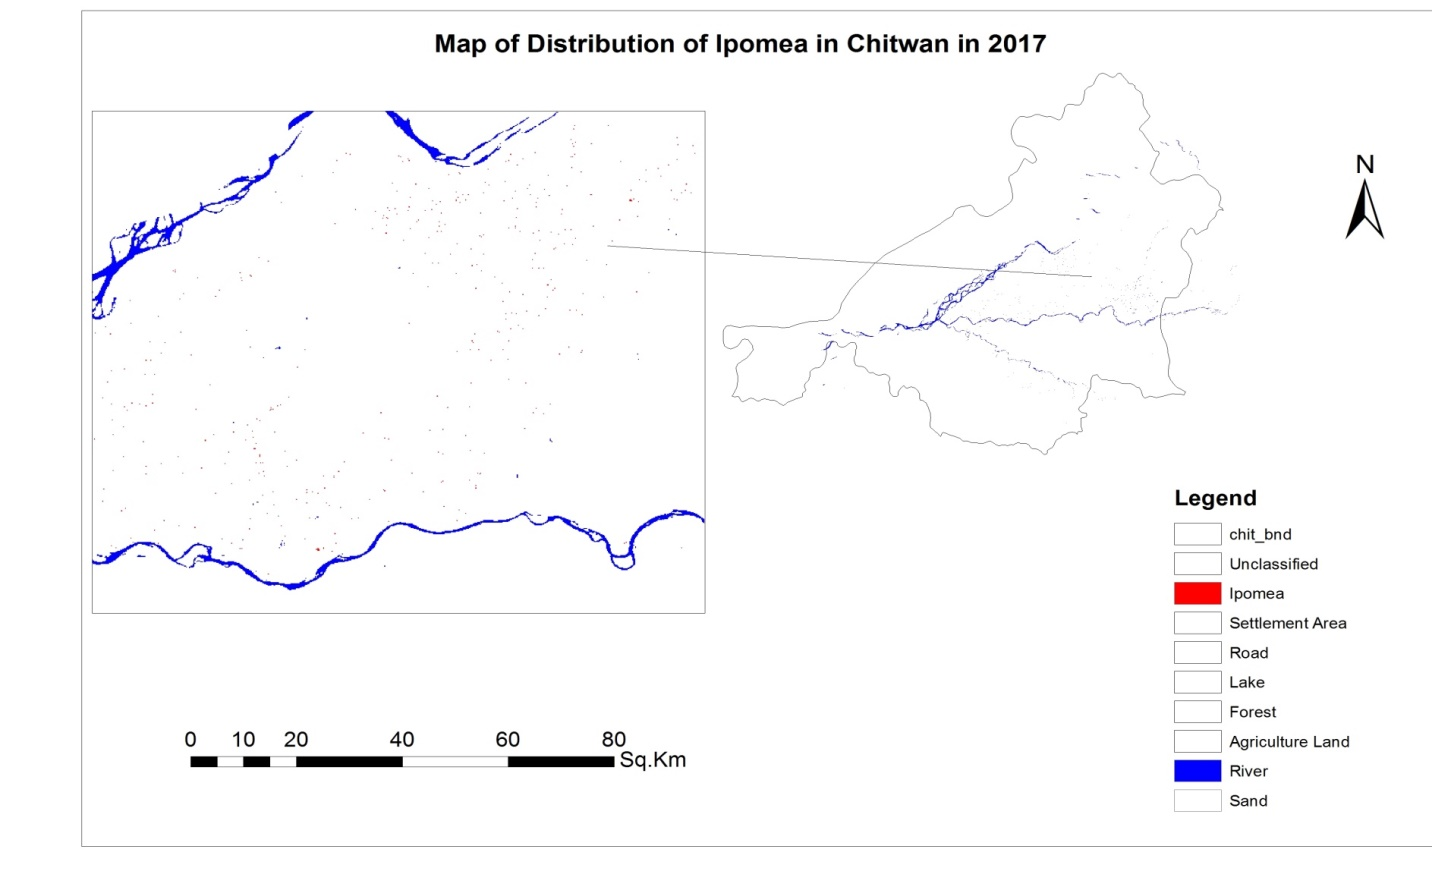 Map of Distribution of Ipomea in Chitwan in 2017
N
Legend
chit_bnd
Unclassified
Ipomea
Settlement Area
Road
Lake
Forest
Agriculture Land
River
Sand
0 10 20 40 60 80
Sq.Km